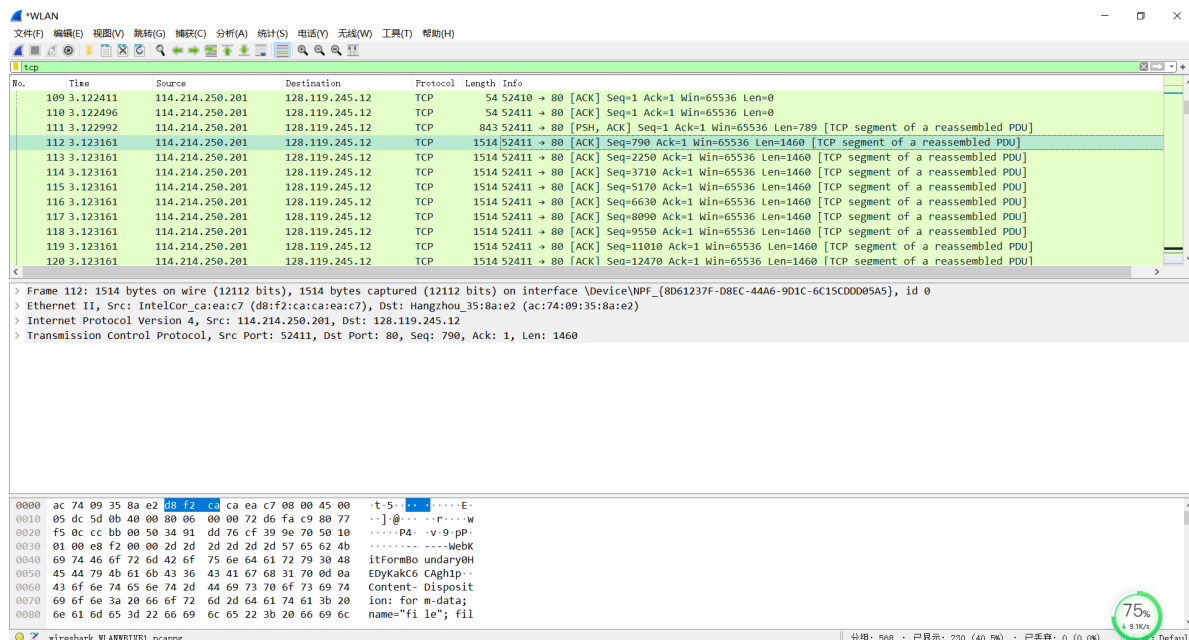 *WLAN
文件(F) 编辑(E) 视图(V) 跳转(G) 捕获(C) 分析(A) 统计(S) 电话(Y) 无线(W) 工具(T) 帮助(H)
tcp
No. Time Source Destination Protocol Length Info
109 3.122411 114.214.250.201 128.119.245.12 TCP 54 52410 → 80 [ACK] Seq=1 Ack=1 Win=65536 Len=0
110 3.122496 114.214.250.201 128.119.245.12 TCP 54 52411 → 80 [ACK] Seq=1 Ack=1 Win=65536 Len=0
111 3.122992 114.214.250.201 128.119.245.12 TCP 843 52411 → 80 [PSH, ACK] Seq=1 Ack=1 Win=65536 Len=789 [TCP segment of a reassembled PDU]
112 3.123161 114.214.250.201 128.119.245.12 TCP 1514 52411 → 80 [ACK] Seq=790 Ack=1 Win=65536 Len=1460 [TCP segment of a reassembled PDU]
113 3.123161 114.214.250.201 128.119.245.12 TCP 1514 52411 → 80 [ACK] Seq=2250 Ack=1 Win=65536 Len=1460 [TCP segment of a reassembled PDU]
114 3.123161 114.214.250.201 128.119.245.12 TCP 1514 52411 → 80 [ACK] Seq=3710 Ack=1 Win=65536 Len=1460 [TCP segment of a reassembled PDU]
115 3.123161 114.214.250.201 128.119.245.12 TCP 1514 52411 → 80 [ACK] Seq=5170 Ack=1 Win=65536 Len=1460 [TCP segment of a reassembled PDU]
116 3.123161 114.214.250.201 128.119.245.12 TCP 1514 52411 → 80 [ACK] Seq=6630 Ack=1 Win=65536 Len=1460 [TCP segment of a reassembled PDU]
117 3.123161 114.214.250.201 128.119.245.12 TCP 1514 52411 → 80 [ACK] Seq=8090 Ack=1 Win=65536 Len=1460 [TCP segment of a reassembled PDU]
118 3.123161 114.214.250.201 128.119.245.12 TCP 1514 52411 → 80 [ACK] Seq=9550 Ack=1 Win=65536 Len=1460 [TCP segment of a reassembled PDU]
119 3.123161 114.214.250.201 128.119.245.12 TCP 1514 52411 → 80 [ACK] Seq=11010 Ack=1 Win=65536 Len=1460 [TCP segment of a reassembled PDU]
120 3.123161 114.214.250.201 128.119.245.12 TCP 1514 52411 → 80 [ACK] Seq=12470 Ack=1 Win=65536 Len=1460 [TCP segment of a reassembled PDU]
Frame 112: 1514 bytes on wire (12112 bits), 1514 bytes captured (12112 bits) on interface \Device\NPF_{8D61237F-D8EC-44A6-9D1C-6C15CDDD05A5}, id 0
Ethernet II, Src: IntelCor_ca:ea:c7 (d8:f2:ca:ca:ea:c7), Dst: Hangzhou_35:8a:e2 (ac:74:09:35:8a:e2)
Internet Protocol Version 4, Src: 114.214.250.201, Dst: 128.119.245.12
Transmission Control Protocol, Src Port: 52411, Dst Port: 80, Seq: 790, Ack: 1, Len: 1460
0000 ac 74 09 35 8a e2 d8 f2 ca ca ea c7 08 00 45 00 ·t·5···· ······E·
0010 05 dc 5d 0b 40 00 80 06 00 00 72 d6 fa c9 80 77 ··]·@··· ··r····w
0020 f5 0c cc bb 00 50 34 91 dd 76 cf 39 9e 70 50 10 ·····P4· ·v·9·pP·
0030 01 00 e8 f2 00 00 2d 2d 2d 2d 2d 2d 57 65 62 4b ······-- ----WebK
0040 69 74 46 6f 72 6d 42 6f 75 6e 64 61 72 79 30 48 itFormBo undary0H
0050 45 44 79 4b 61 6b 43 36 43 41 67 68 31 70 0d 0a EDyKakC6 CAgh1p··
0060 43 6f 6e 74 65 6e 74 2d 44 69 73 70 6f 73 69 74 Content- Disposit
0070 69 6f 6e 3a 20 66 6f 72 6d 2d 64 61 74 61 3b 20 ion: for m-data;
0080 6e 61 6d 65 3d 22 66 69 6c 65 22 3b 20 66 69 6c name="fi le"; fil
75%
↓ 9.1K/s
分组: 568 · 已显示: 230 (40.5%) · 已丢弃: 0 (0.0%)